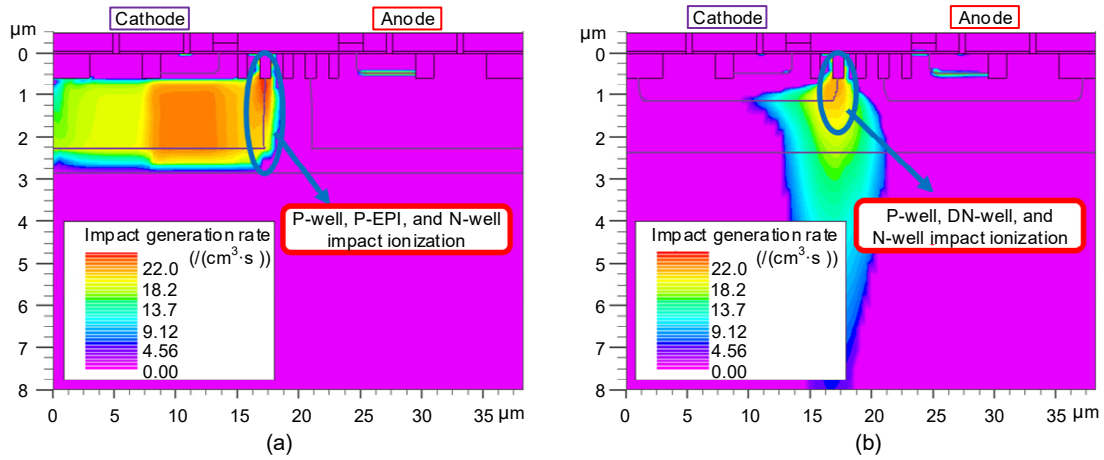 Cathode
Anode
µm
0
1
2
3
4
5
6
7
8
P-well, P-EPI, and N-well
impact ionization
Impact generation rate
(/(cm³·s ))
22.0
18.2
13.7
9.12
4.56
0.00
0 5 10 15 20 25 30 35 µm
(a)
Cathode
Anode
µm
0
1
2
3
4
5
6
7
8
P-well, DN-well, and
N-well impact ionization
Impact generation rate
(/(cm³·s ))
22.0
18.2
13.7
9.12
4.56
0.00
0 5 10 15 20 25 30 35 µm
(b)